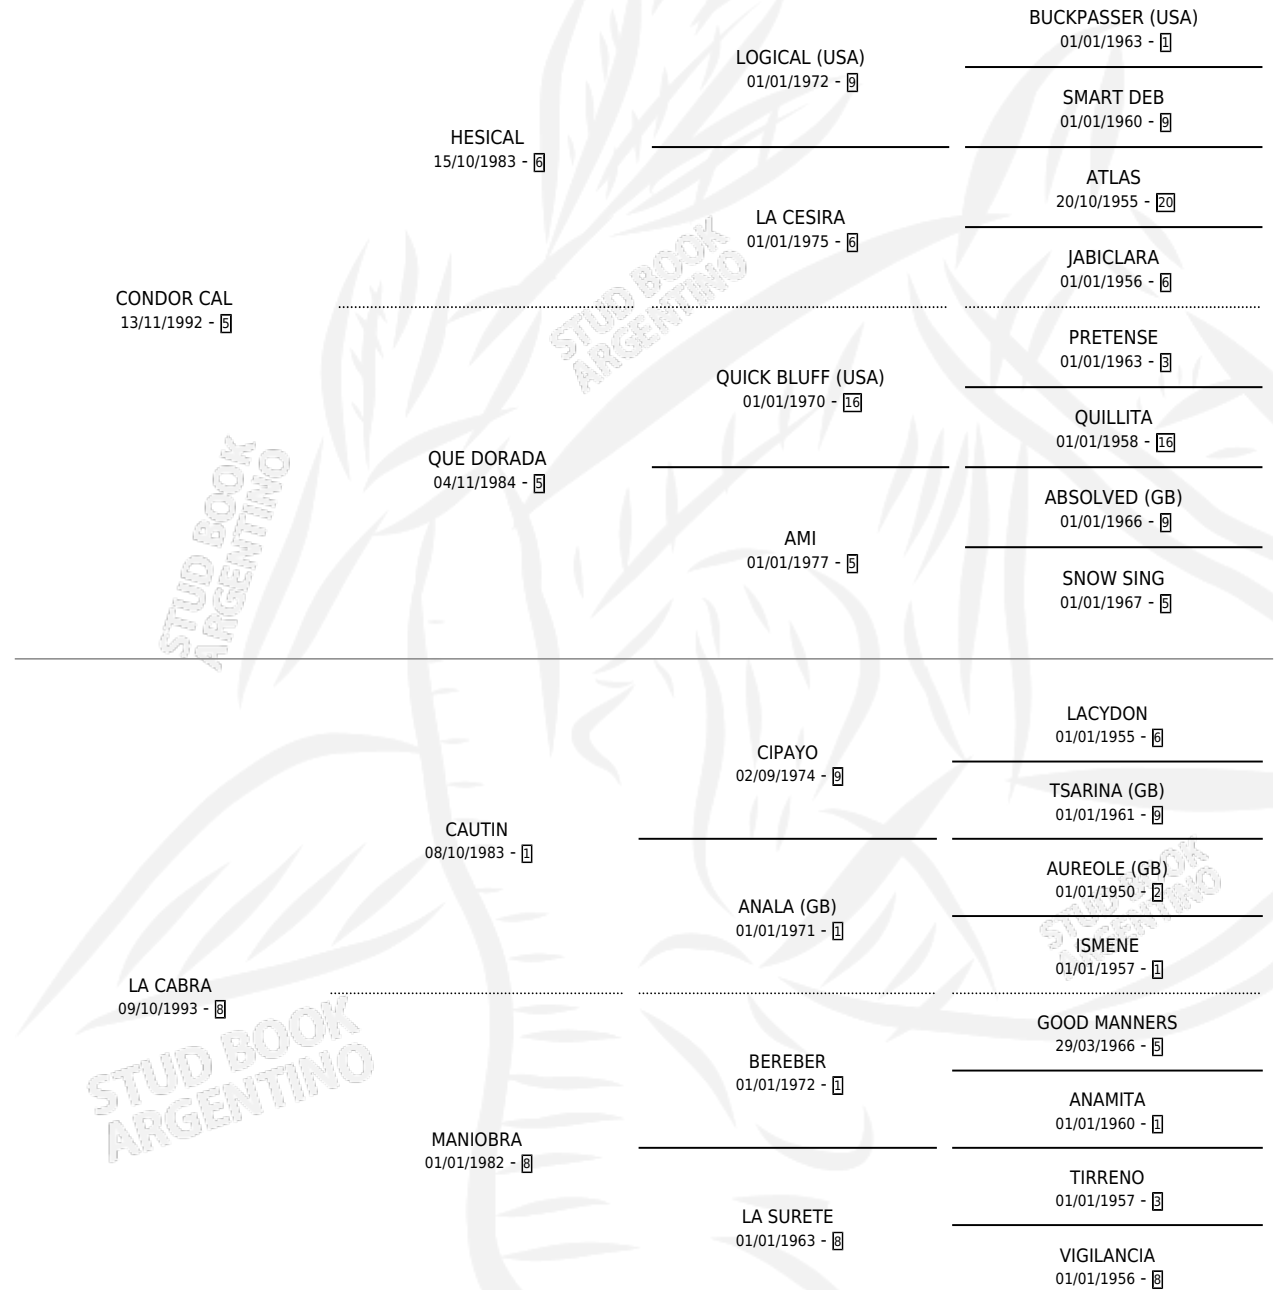 BUCKPASSER (USA)
01/01/1963 - 1
LOGICAL (USA)
01/01/1972 - 9
SMART DEB
01/01/1960 - 9
HESICAL
15/10/1983 - 6
ATLAS
20/10/1955 - 20
LA CESIRA
01/01/1975 - 6
JABICLARA
01/01/1956 - 6
CONDOR CAL
13/11/1992 - 5
PRETENSE
01/01/1963 - 3
QUICK BLUFF (USA)
01/01/1970 - 16
QUILLITA
01/01/1958 - 16
QUE DORADA
04/11/1984 - 5
ABSOLVED (GB)
01/01/1966 - 9
AMI
01/01/1977 - 5
SNOW SING
01/01/1967 - 5
LACYDON
01/01/1955 - 6
CIPAYO
02/09/1974 - 9
TSARINA (GB)
01/01/1961 - 9
CAUTIN
08/10/1983 - 1
AUREOLE (GB)
01/01/1950 - 2
ANALA (GB)
01/01/1971 - 1
ISMENE
01/01/1957 - 1
LA CABRA
09/10/1993 - 8
GOOD MANNERS
29/03/1966 - 5
BEREBER
01/01/1972 - 1
ANAMITA
01/01/1960 - 1
MANIOBRA
01/01/1982 - 8
TIRRENO
01/01/1957 - 3
LA SURETE
01/01/1963 - 8
VIGILANCIA
01/01/1956 - 8
STUD BOOK
ARGENTINO
STUD BOOK
ARGENTINO
STUD BOOK
ARGENTINO
STUD BOOK
ARGENTINO